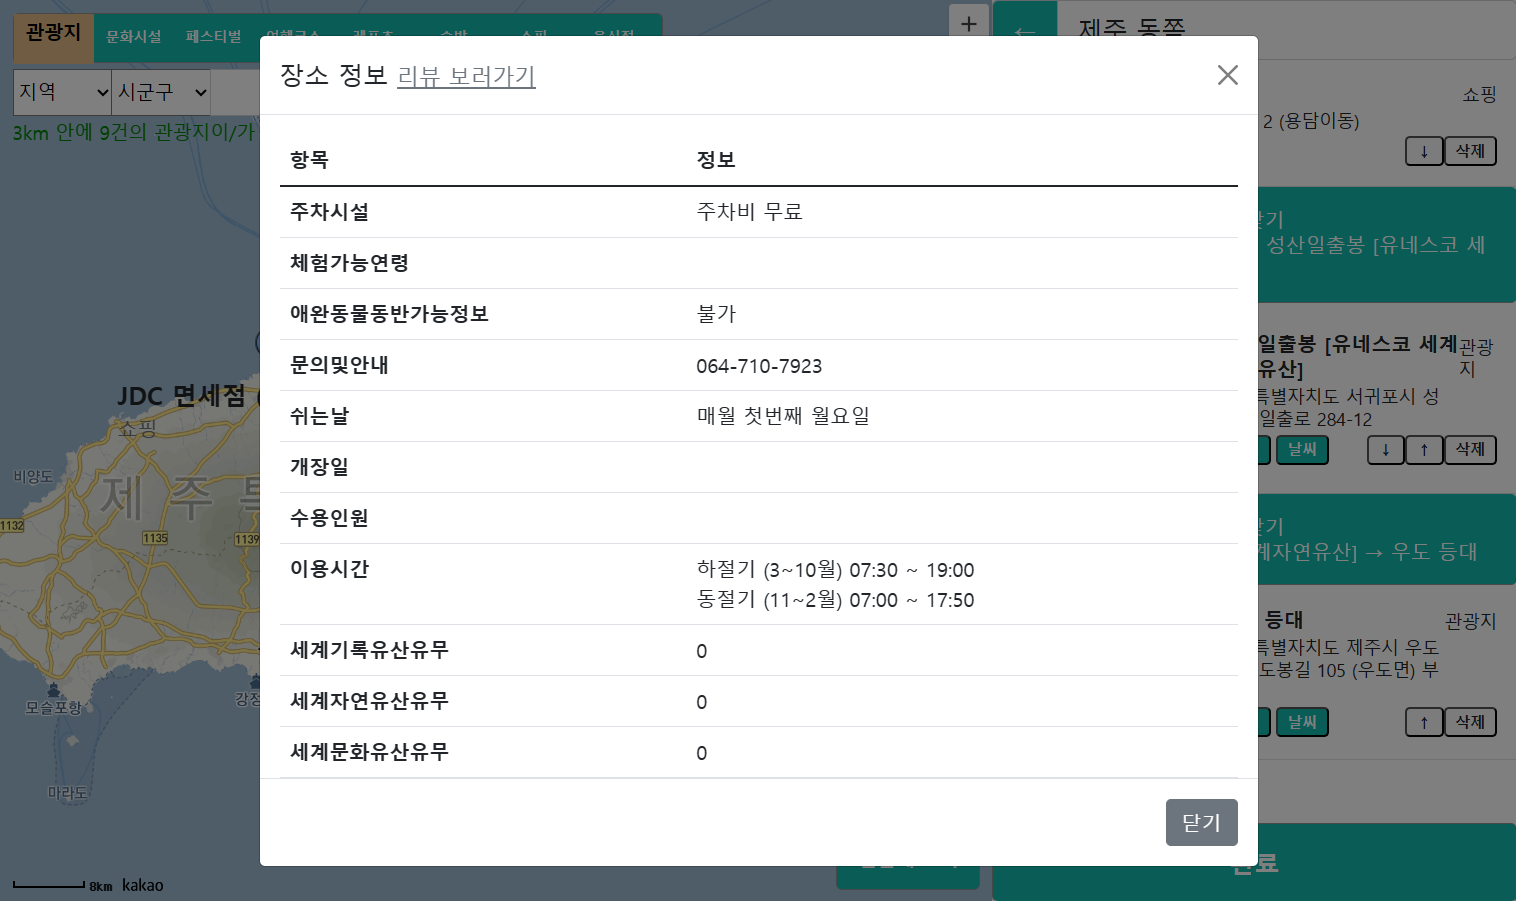 관광지 문화시설 페스티벌
지역 시군구
3km 안에 9건의 관광지이/가
JDC 면세점
쇼핑
비양도
제 주
1132
1135
1139
모슬포항
강정
마라도
8km kakao
장소 정보 리뷰 보러가기
항목 정보
주차시설 주차비 무료
체험가능연령
애완동물동반가능정보 불가
문의및안내 064-710-7923
쉬는날 매월 첫번째 월요일
개장일
수용인원
이용시간 하절기 (3~10월) 07:30 ~ 19:00
동절기 (11~2월) 07:00 ~ 17:50
세계기록유산유무 0
세계자연유산유무 0
세계문화유산유무 0
닫기
+
← 제주 동쪽
쇼핑
2 (용담이동)
↓ 삭제
닫기
성산일출봉 [유네스코 세
일출봉 [유네스코 세계 관광
유산] 지
특별자치도 서귀포시 성
일출로 284-12
날씨 ↓ ↑ 삭제
닫기
계자연유산] → 우도 등대
등대 관광지
특별자치도 제주시 우도
도봉길 105 (우도면) 부
날씨 ↑ 삭제
완료